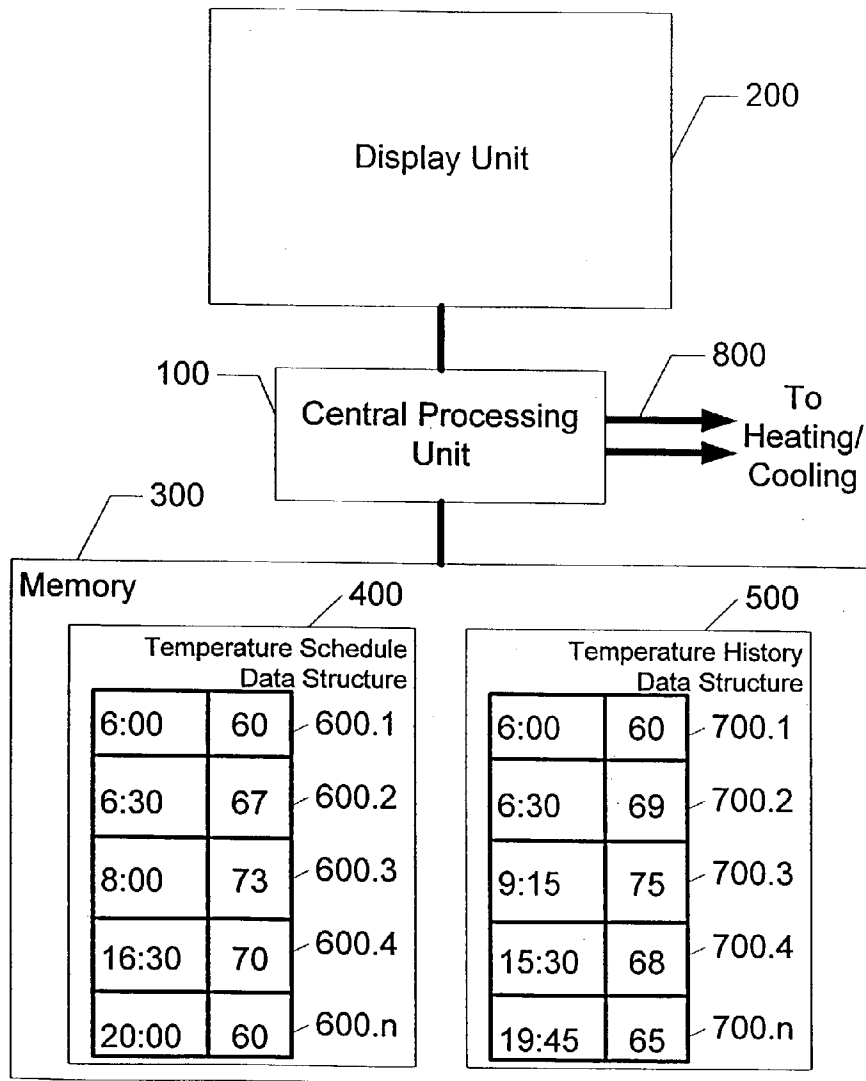 200
Display Unit
800
100
Central Processing
Unit
To
Heating/
Cooling
300
Memory
400
Temperature Schedule
Data Structure
6:00 60 600.1
6:30 67 600.2
8:00 73 600.3
16:30 70 600.4
20:00 60 600.n
500
Temperature History
Data Structure
6:00 60 700.1
6:30 69 700.2
9:15 75 700.3
15:30 68 700.4
19:45 65 700.n